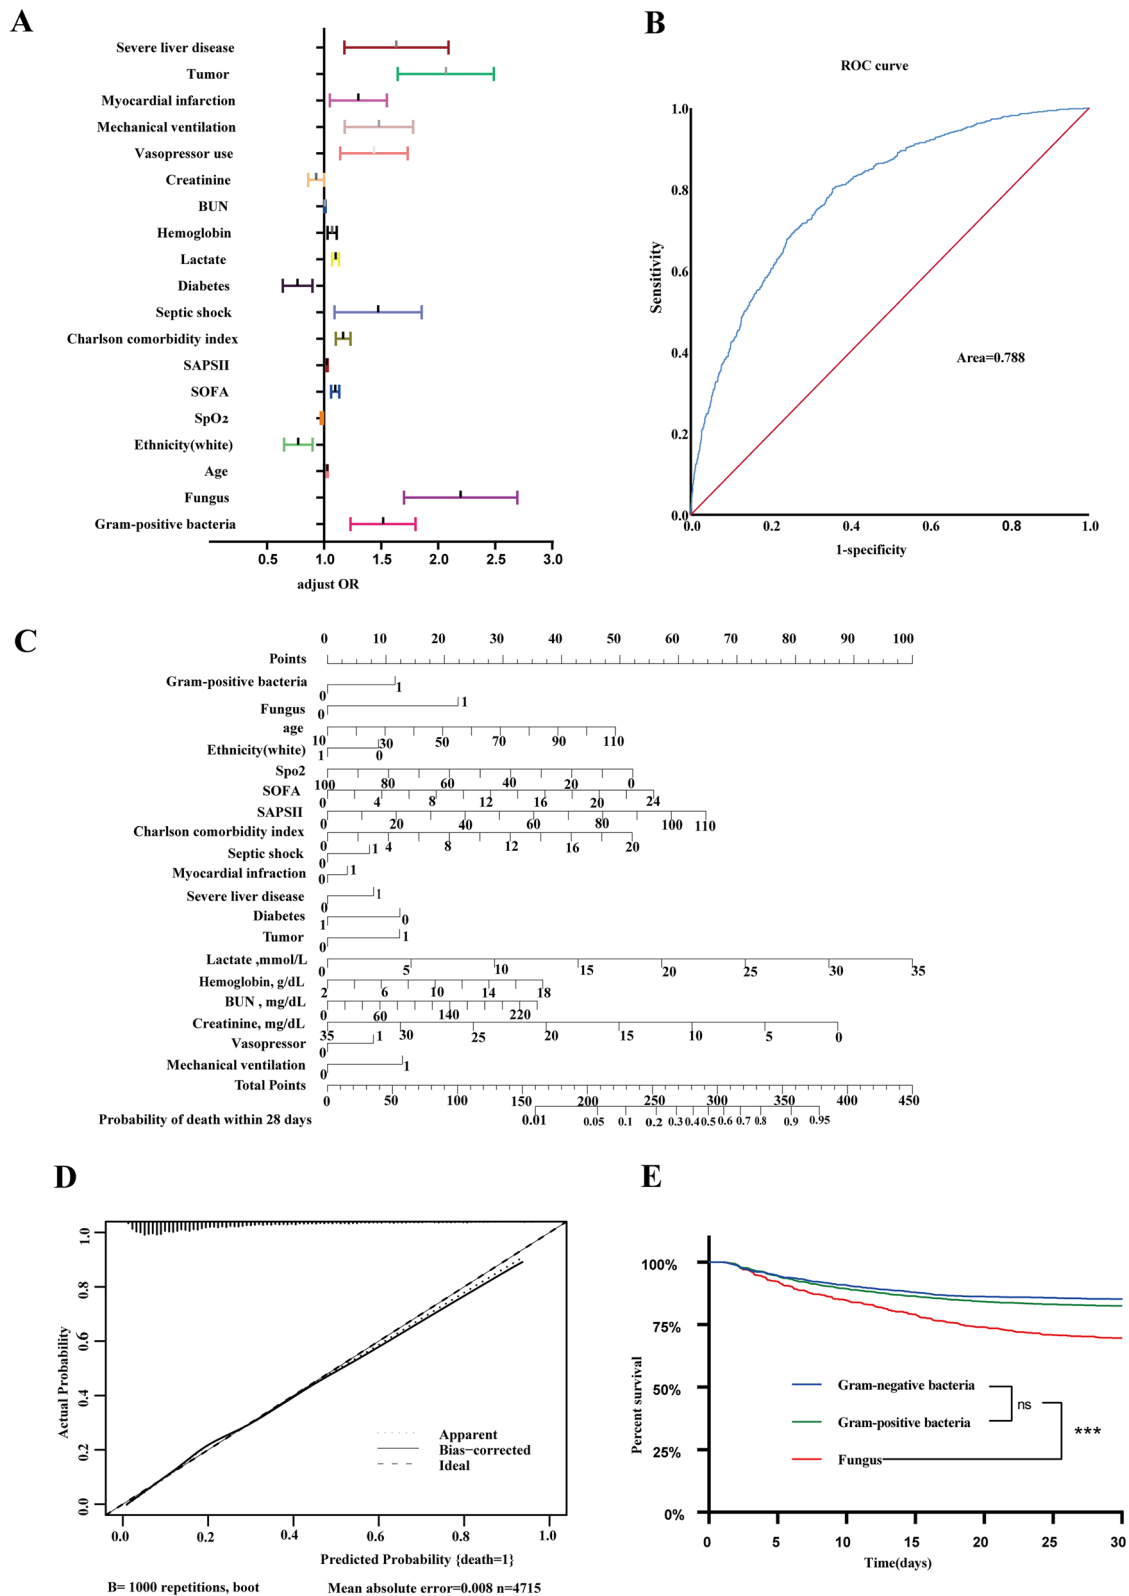 A
Severe liver disease
Tumor
Myocardial infarction
Mechanical ventilation
Vasopressor use
Creatinine
BUN
Hemoglobin
Lactate
Diabetes
Septic shock
Charlson comorbidity index
SAPSII
SOFA
SpO2
Ethnicity(white)
Age
Fungus
Gram-positive bacteria
0.5 1.0 1.5 2.0 2.5 3.0
adjust OR
B
ROC curve
1.0
0.8
0.6
0.4
0.2
0.0
Sensitivity
Area=0.788
0.0 0.2 0.4 0.6 0.8 1.0
1-specificity
C
0 10 20 30 40 50 60 70 80 90 100
Points
Gram-positive bacteria
0 1
Fungus
0 1
age
10 30 50 70 90 110
Ethnicity(white)
1 0
Spo2
100 80 60 40 20 0
SOFA
0 4 8 12 16 20 24
SAPSII
0 20 40 60 80 100 110
Charlson comorbidity index
0 4 8 12 16 20
Septic shock
0 1
Myocardial infraction
0 1
Severe liver disease
0 1
Diabetes
1 0
Tumor
0 1
Lactate ,mmol/L
0 5 10 15 20 25 30 35
Hemoglobin, g/dL
2 6 10 14 18
BUN , mg/dL
0 60 140 220
Creatinine, mg/dL
35 30 25 20 15 10 5 0
Vasopressor
0 1
Mechanical ventilation
0 1
Total Points
0 50 100 150 200 250 300 350 400 450
Probability of death within 28 days
0.01 0.05 0.1 0.2 0.3 0.4 0.5 0.6 0.7 0.8 0.9 0.95
D
1.0
0.8
0.6
0.4
0.2
0.0
Actual Probability
Apparent
Bias-corrected
Ideal
0.0 0.2 0.4 0.6 0.8 1.0
Predicted Probability {death=1}
B= 1000 repetitions, boot Mean absolute error=0.008 n=4715
E
100%
75%
50%
25%
0%
Percent survival
Gram-negative bacteria
Gram-positive bacteria
Fungus
ns
***
0 5 10 15 20 25 30
Time(days)